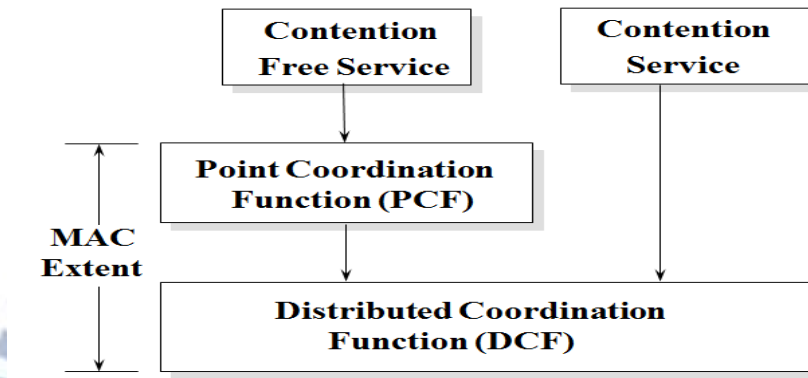 Contention
Free Service
Contention
Service
Point Coordination
Function (PCF)
MAC
Extent
Distributed Coordination
Function (DCF)